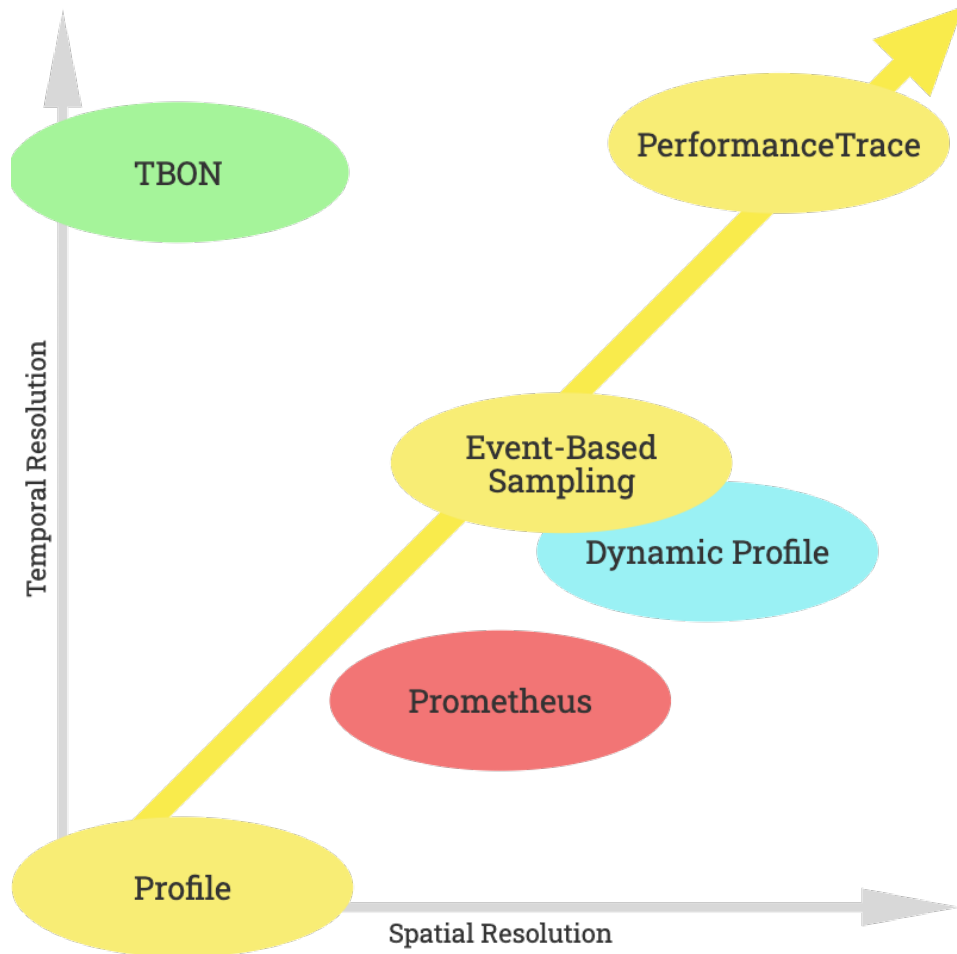 PerformanceTrace
TBON
Temporal Resolution
Event-Based
Sampling
Dynamic Profile
Prometheus
Profile
Spatial Resolution